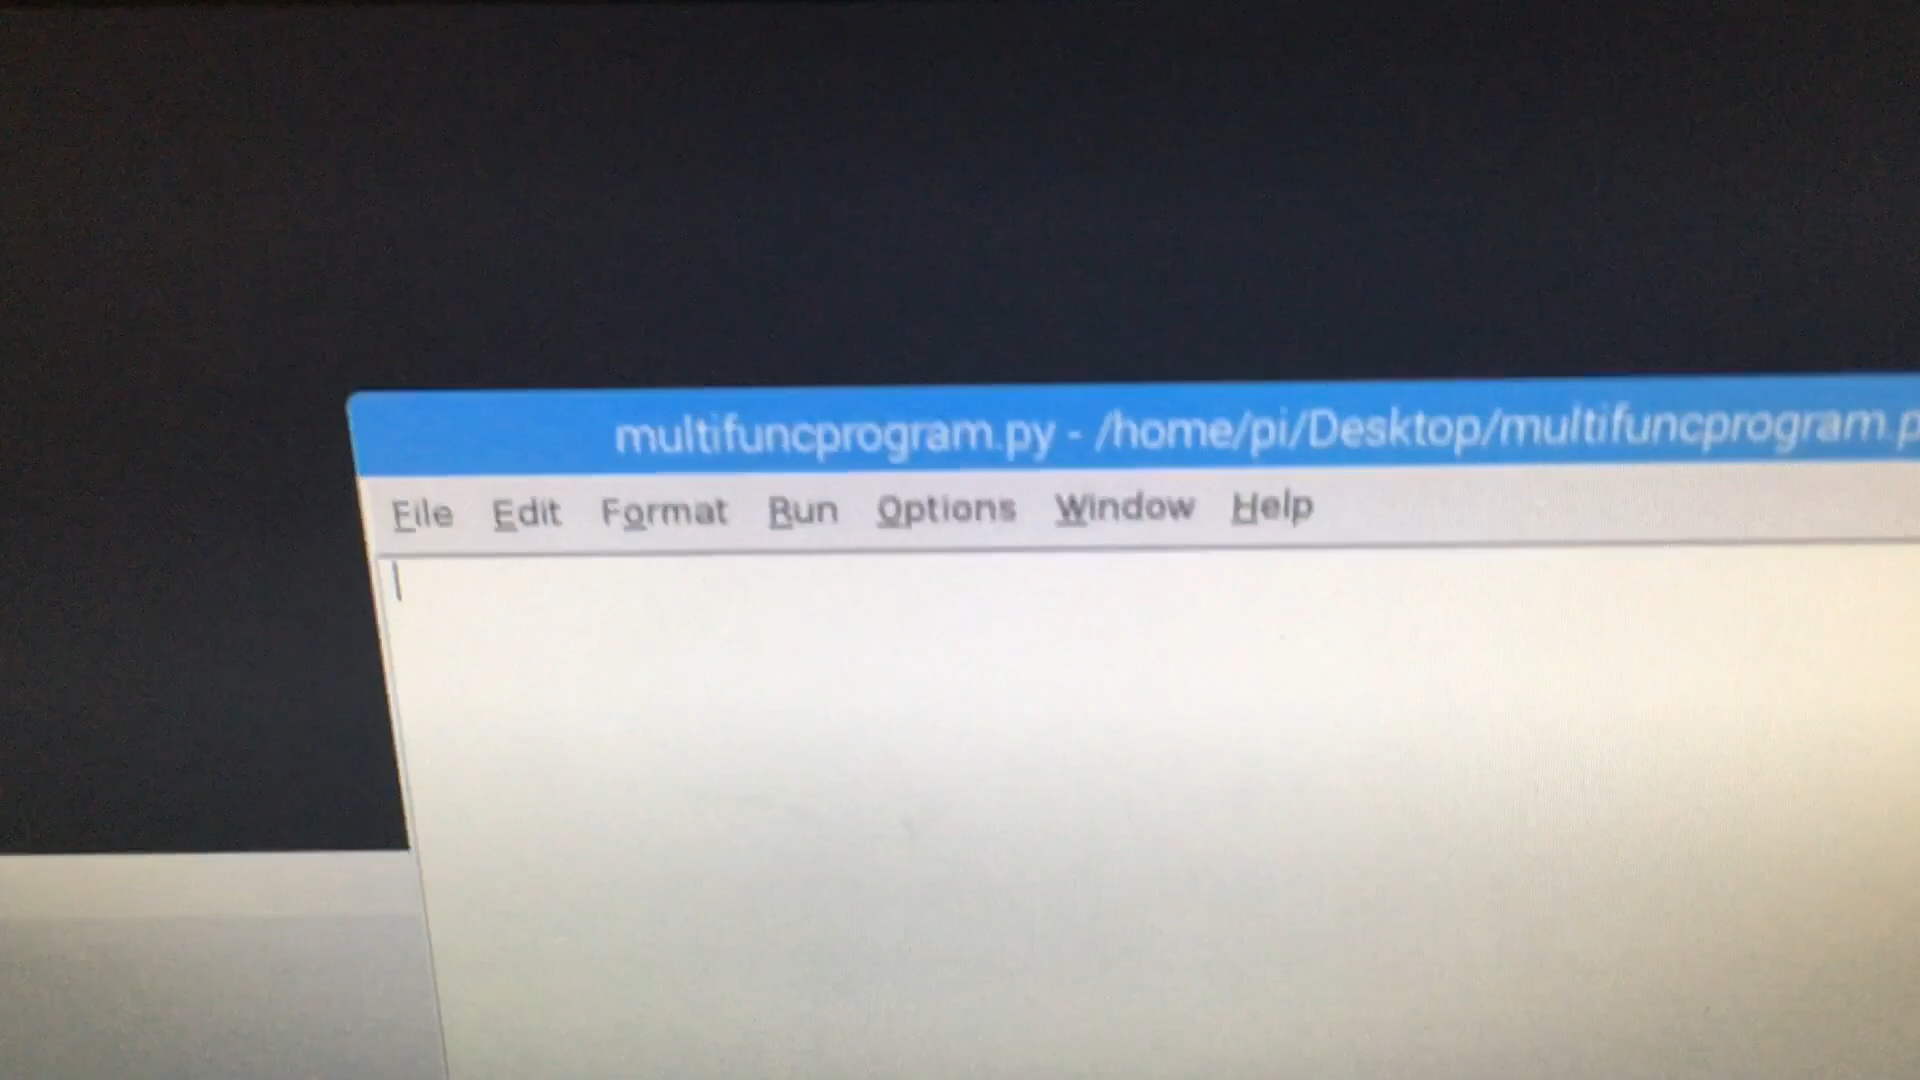 multifuncprogram.py - /home/pi/Desktop/multifuncprogram.p
File Edit Format Run Options Window Help